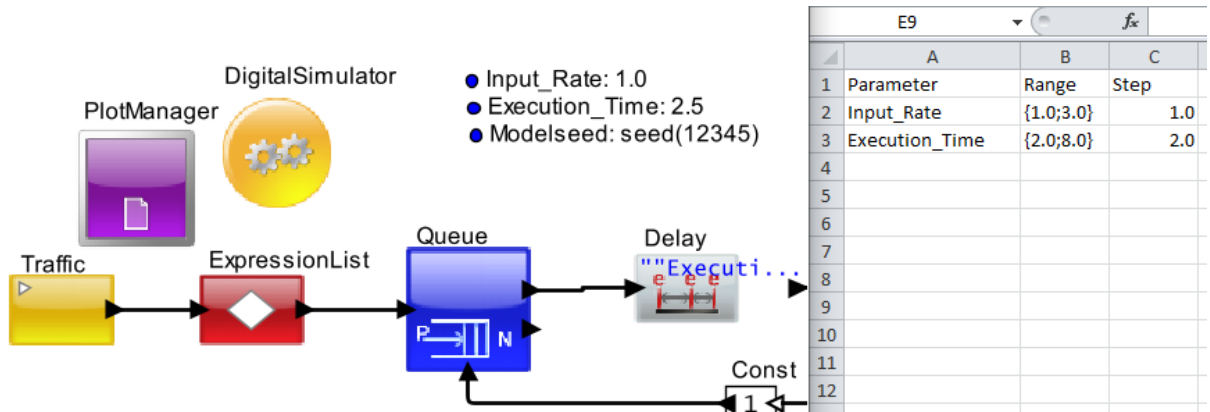 DigitalSimulator
PlotManager
Input_Rate: 1.0
Execution_Time: 2.5
Modelseed: seed(12345)
Traffic
ExpressionList
Queue
P
N
Delay
""Executi...
e e e
Const
1
E9
fx
A B C
1 Parameter Range Step
2 Input_Rate {1.0;3.0} 1.0
3 Execution_Time {2.0;8.0} 2.0
4
5
6
7
8
9
10
11
12